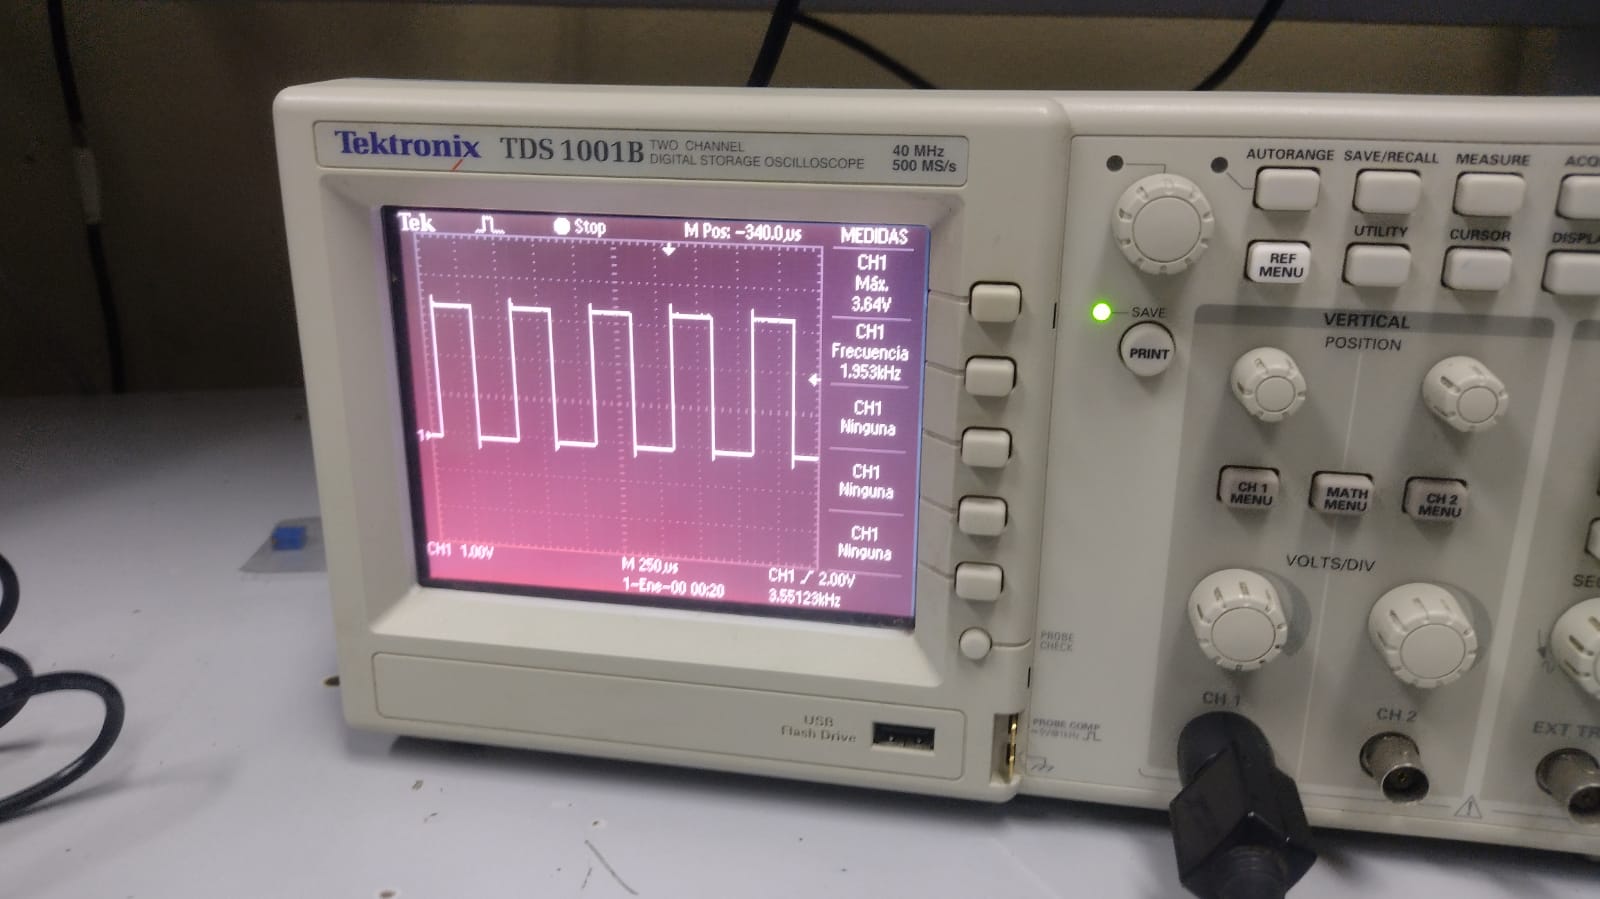 Tektronix TDS 1001B TWO CHANNEL DIGITAL STORAGE OSCILLOSCOPE 40 MHz 500 MS/s
Tek Stop M Pos: -340.0µs MEDIDAS
CH1
Máx.
3.64V
CH1
Frecuencia
1.953kHz
CH1
Ninguna
CH1
Ninguna
CH1
Ninguna
1
CH1 1.00V
M 250µs
CH1 2.00V
1-Ene-00 00:20
3.55123kHz
USB
Flash Drive
AUTORANGE SAVE/RECALL MEASURE
REF
MENU
UTILITY CURSOR
SAVE
PRINT
VERTICAL
POSITION
CH 1
MENU
MATH
MENU
CH 2
MENU
VOLTS/DIV
PROBE
CHECK
CH 1
CH 2
PROBE COMP